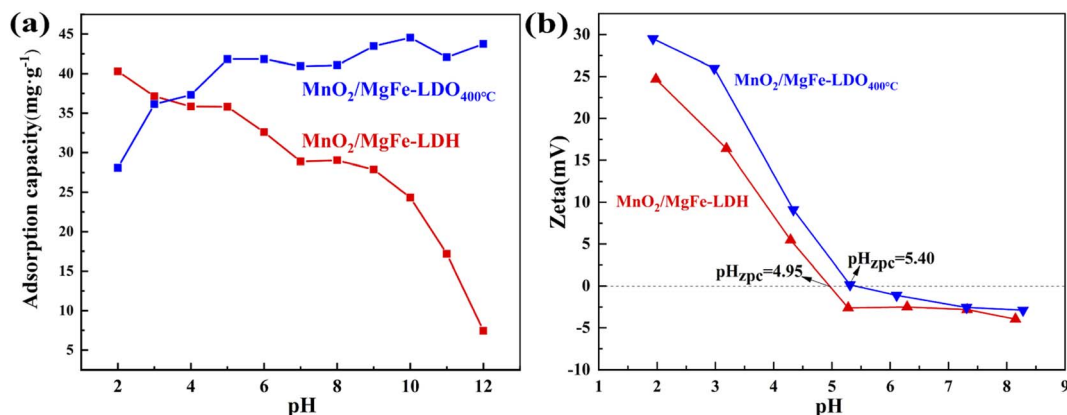 (a)
Adsorption capacity(mg·g⁻¹)
45
40
35
30
25
20
15
10
5
MnO₂/MgFe-LDO₄₀₀°C
MnO₂/MgFe-LDH
2 4 6 8 10 12
pH
(b)
Zeta(mV)
30
25
20
15
10
5
0
-5
-10
MnO₂/MgFe-LDO₄₀₀°C
MnO₂/MgFe-LDH
pHzpc=4.95
pHzpc=5.40
1 2 3 4 5 6 7 8 9
pH